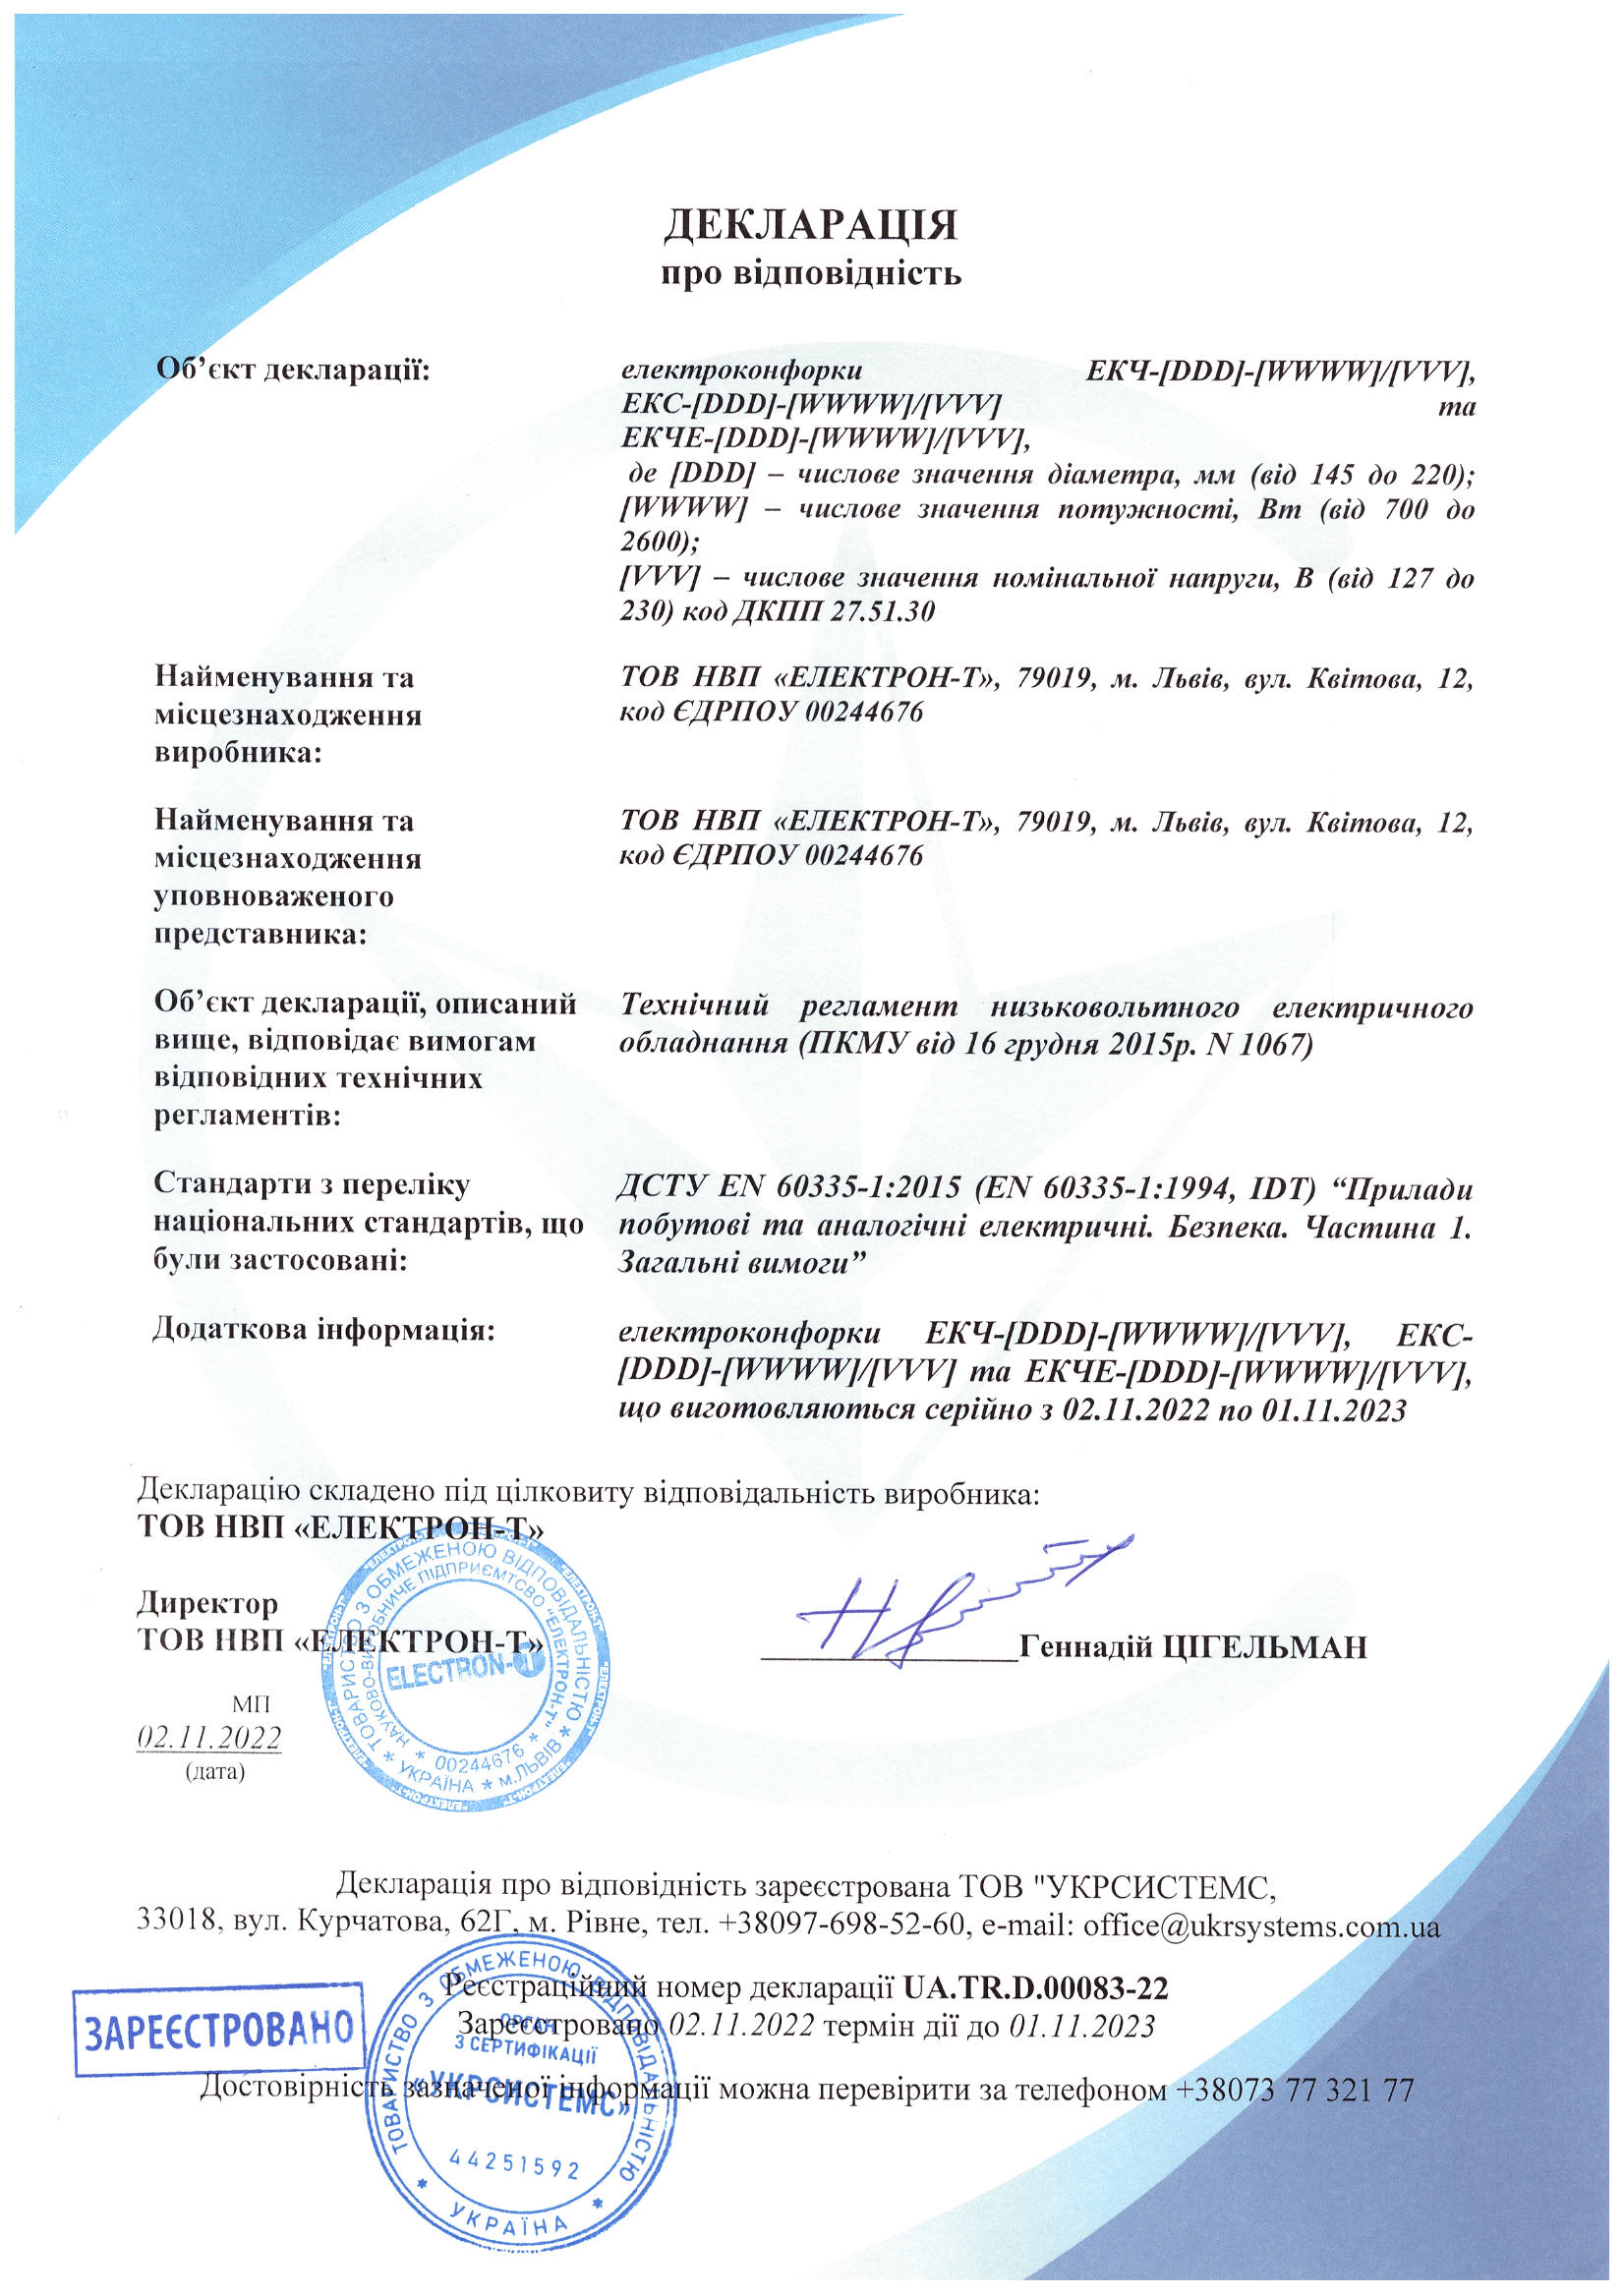 ДЕКЛАРАЦІЯ
про відповідність
Об’єкт декларації:
електроконфорки ЕКЧ-[DDD]-[WWWW]/[VVV],
ЕКС-[DDD]-[WWWW]/[VVV] та
ЕКЧЕ-[DDD]-[WWWW]/[VVV],
де [DDD] – числове значення діаметра, мм (від 145 до 220);
[WWWW] – числове значення потужності, Вт (від 700 до
2600);
[VVV] – числове значення номінальної напруги, В (від 127 до
230) код ДКПП 27.51.30
Найменування та
місцезнаходження
виробника:
ТОВ НВП «ЕЛЕКТРОН-Т», 79019, м. Львів, вул. Квітова, 12,
код ЄДРПОУ 00244676
Найменування та
місцезнаходження
уповноваженого
представника:
ТОВ НВП «ЕЛЕКТРОН-Т», 79019, м. Львів, вул. Квітова, 12,
код ЄДРПОУ 00244676
Об’єкт декларації, описаний
вище, відповідає вимогам
відповідних технічних
регламентів:
Технічний регламент низьковольтного електричного
обладнання (ПКМУ від 16 грудня 2015р. N 1067)
Стандарти з переліку
національних стандартів, що
були застосовані:
ДСТУ EN 60335-1:2015 (EN 60335-1:1994, IDT) “Прилади
побутові та аналогічні електричні. Безпека. Частина 1.
Загальні вимоги”
Додаткова інформація:
електроконфорки ЕКЧ-[DDD]-[WWWW]/[VVV], ЕКС-
[DDD]-[WWWW]/[VVV] та ЕКЧЕ-[DDD]-[WWWW]/[VVV],
що виготовляються серійно з 02.11.2022 по 01.11.2023
Декларацію складено під цілковиту відповідальність виробника:
ТОВ НВП «ЕЛЕКТРОН-Т»
Директор
ТОВ НВП «ЕЛЕКТРОН-Т»
Геннадій ЦІГЕЛЬМАН
МП
02.11.2022
(дата)
ТОВАРИСТВО З ОБМЕЖЕНОЮ ВІДПОВІДАЛЬНІСТЮ
НАУКОВО-ВИРОБНИЧЕ ПІДПРИЄМТСВО "ЕЛЕКТРОН-Т"
ELECTRON-T
00244676
УКРАЇНА * м.ЛЬВІВ
Декларація про відповідність зареєстрована ТОВ "УКРСИСТЕМС,
33018, вул. Курчатова, 62Г, м. Рівне, тел. +38097-698-52-60, e-mail: office@ukrsystems.com.ua
Реєстраційний номер декларації UA.TR.D.00083-22
Зареєстровано 02.11.2022 термін дії до 01.11.2023
Достовірність зазначеної інформації можна перевірити за телефоном +38073 77 321 77
ЗАРЕЄСТРОВАНО
ТОВАРИСТВО З ОБМЕЖЕНОЮ ВІДПОВІДАЛЬНІСТЮ
ОРГАН
З СЕРТИФІКАЦІЇ
«УКРСИСТЕМС»
44251592
УКРАЇНА